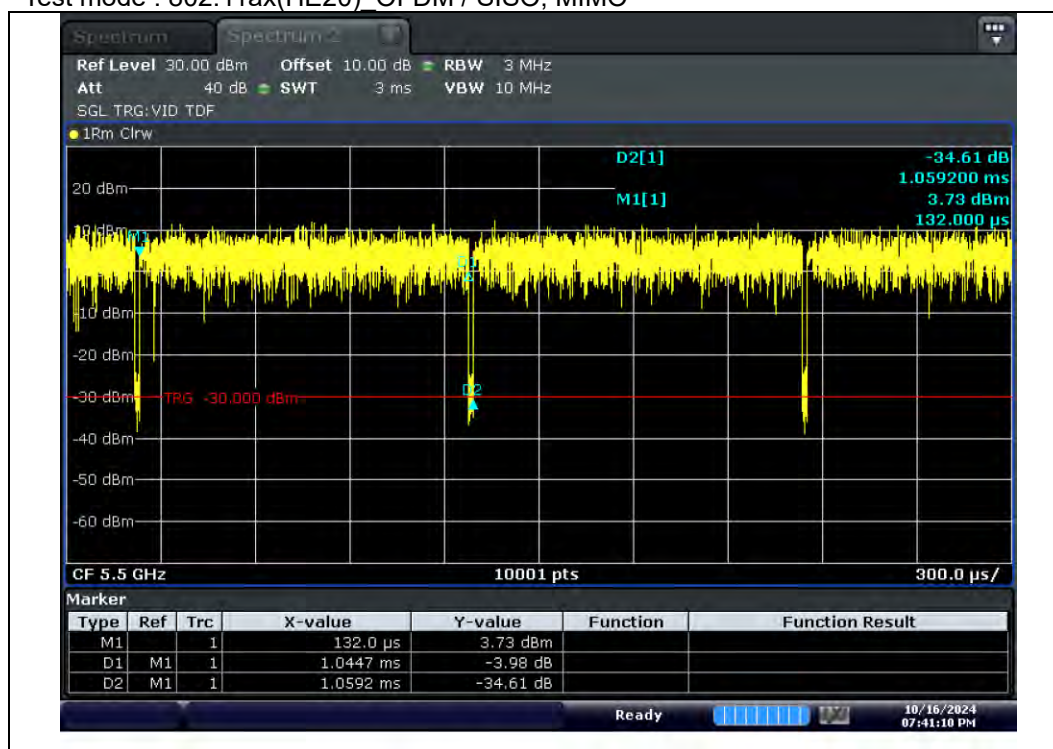 Test mode : 802.11ax(HE20)_OFDM / SISO, MIMO
Spectrum Spectrum 2
Ref Level 30.00 dBm Offset 10.00 dB RBW 3 MHz
Att 40 dB SWT 3 ms VBW 10 MHz
SGL TRG:VID TDF
1Rm Clrw
D2[1] -34.61 dB
1.059200 ms
20 dBm
M1[1] 3.73 dBm
132.000 µs
10 dBm
M1
D1
-10 dBm
-20 dBm
D2
-30 dBm TRG -30.000 dBm
-40 dBm
-50 dBm
-60 dBm
CF 5.5 GHz 10001 pts 300.0 µs/
Marker
Type Ref Trc X-value Y-value Function Function Result
M1 1 132.0 µs 3.73 dBm
D1 M1 1 1.0447 ms -3.98 dB
D2 M1 1 1.0592 ms -34.61 dB
Ready 10/16/2024
07:41:10 PM